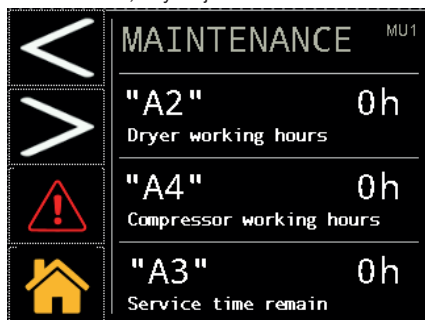 MAINTENANCE MU1
"A2" 0h
Dryer working hours
"A4" 0h
Compressor working hours
"A3" 0h
Service time remain